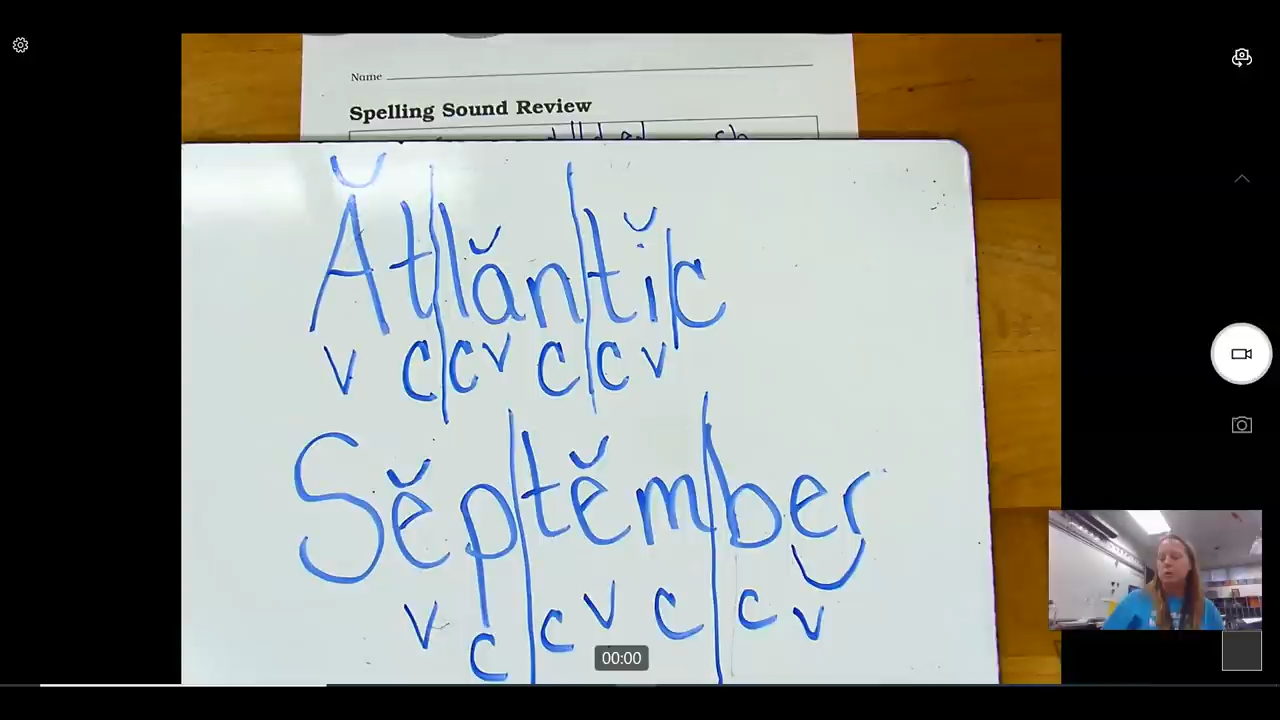 Name
Spelling Sound Review
Ătlăntĭc
v c c v c c v
Sĕptĕmber
v c c v c c v
00:00